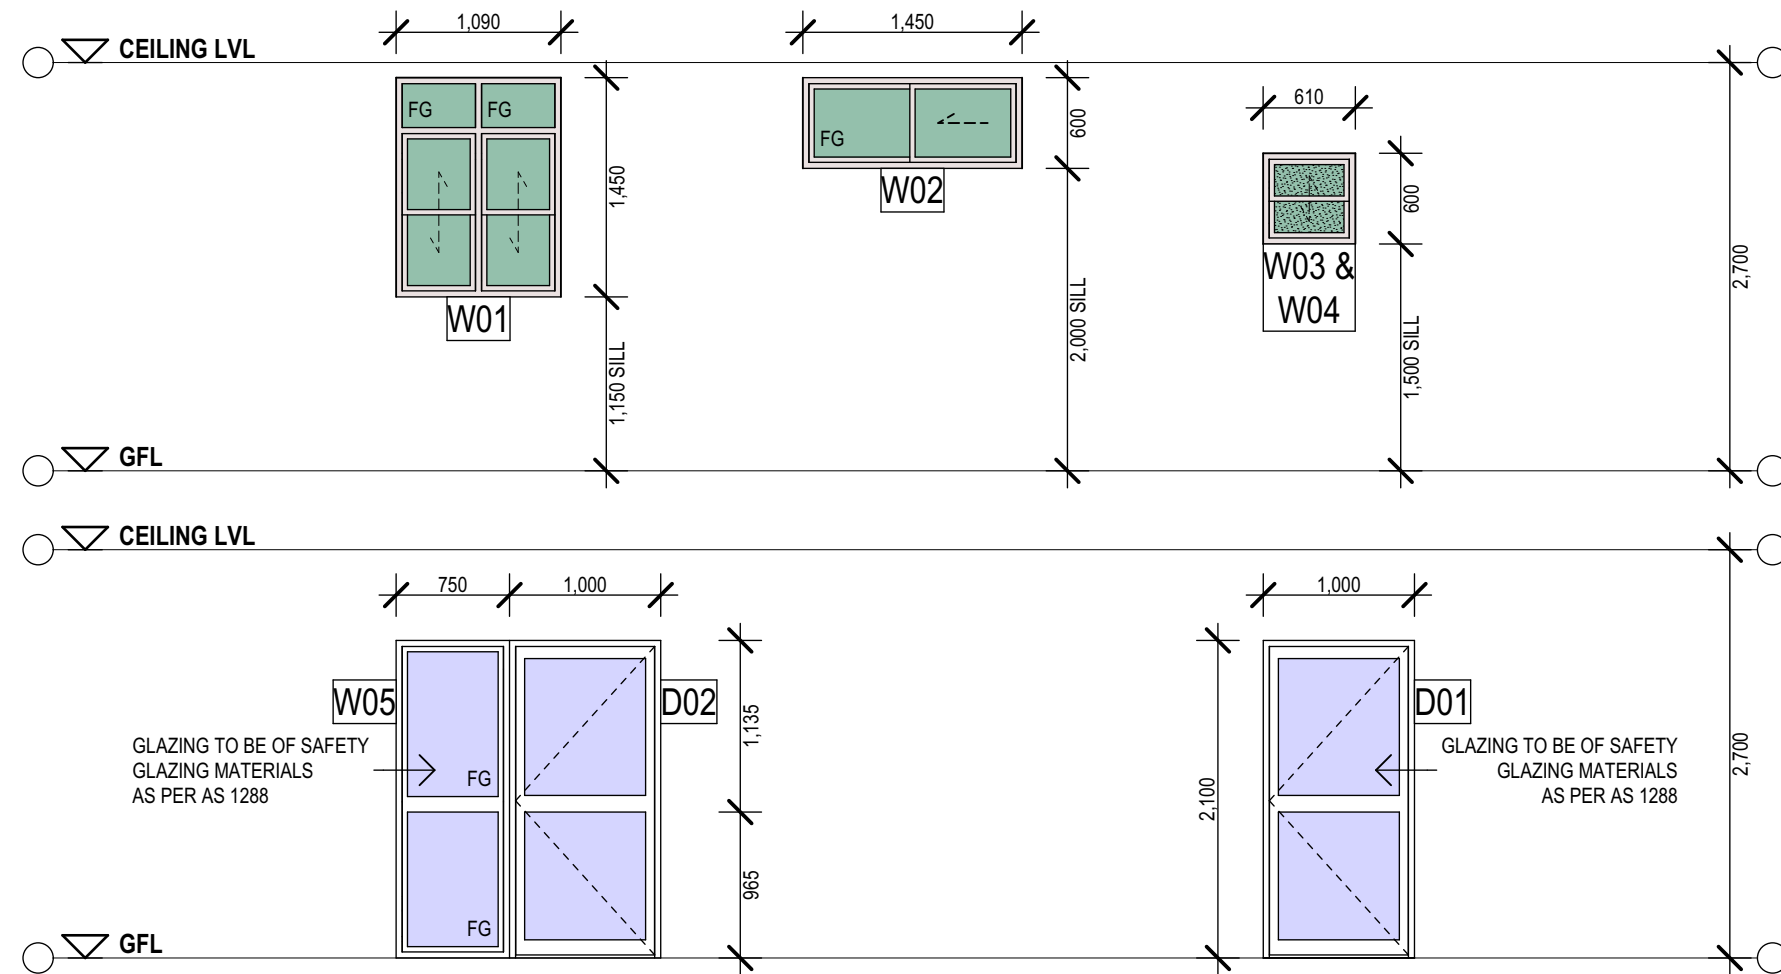 1,090
1,450
CEILING LVL
610
FG
FG
600
FG
1,450
W02
600
W03 &
W04
2,700
W01
2,000 SILL
1,500 SILL
1,150 SILL
GFL
CEILING LVL
750
1,000
1,000
W05
D02
D01
1,135
GLAZING TO BE OF SAFETY
GLAZING MATERIALS
AS PER AS 1288
FG
2,100
GLAZING TO BE OF SAFETY
GLAZING MATERIALS
AS PER AS 1288
2,700
965
FG
GFL